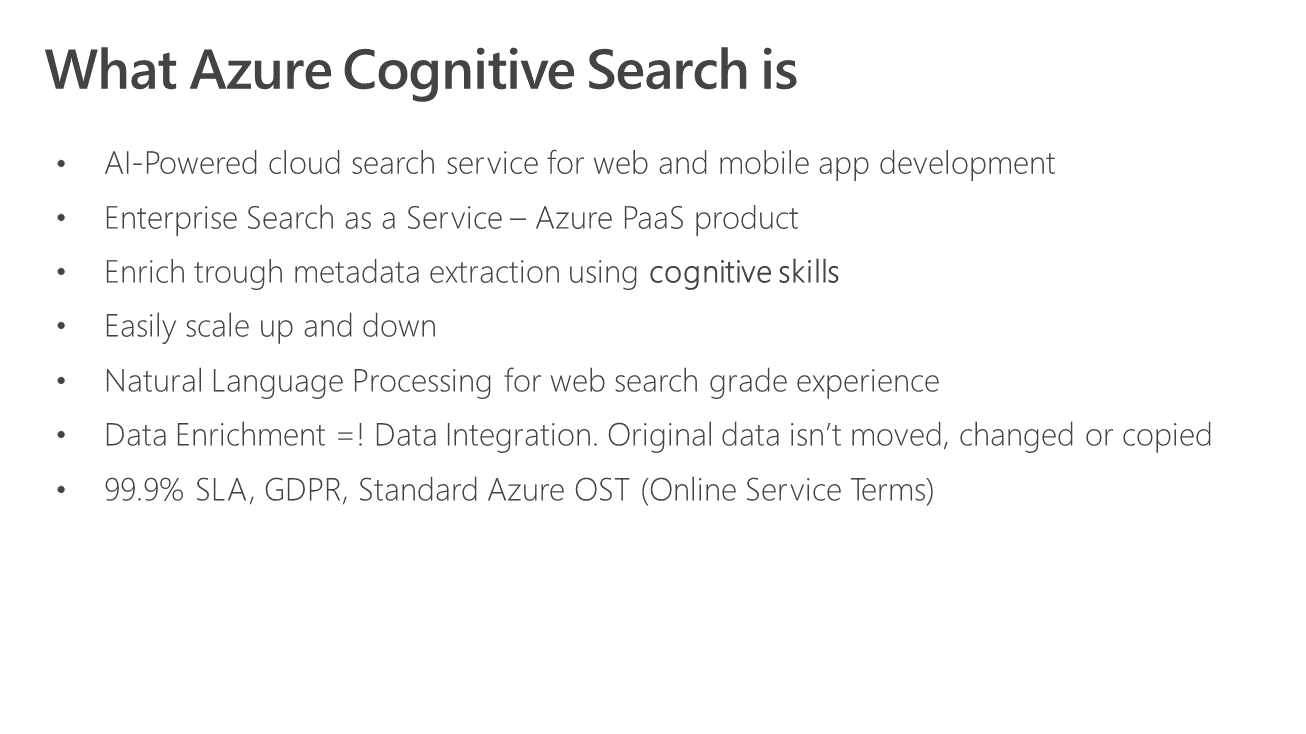 What Azure Cognitive Search is
• AI-Powered cloud search service for web and mobile app development
• Enterprise Search as a Service – Azure PaaS product
• Enrich trough metadata extraction using cognitive skills
• Easily scale up and down
• Natural Language Processing for web search grade experience
• Data Enrichment =! Data Integration. Original data isn’t moved, changed or copied
• 99.9% SLA, GDPR, Standard Azure OST (Online Service Terms)